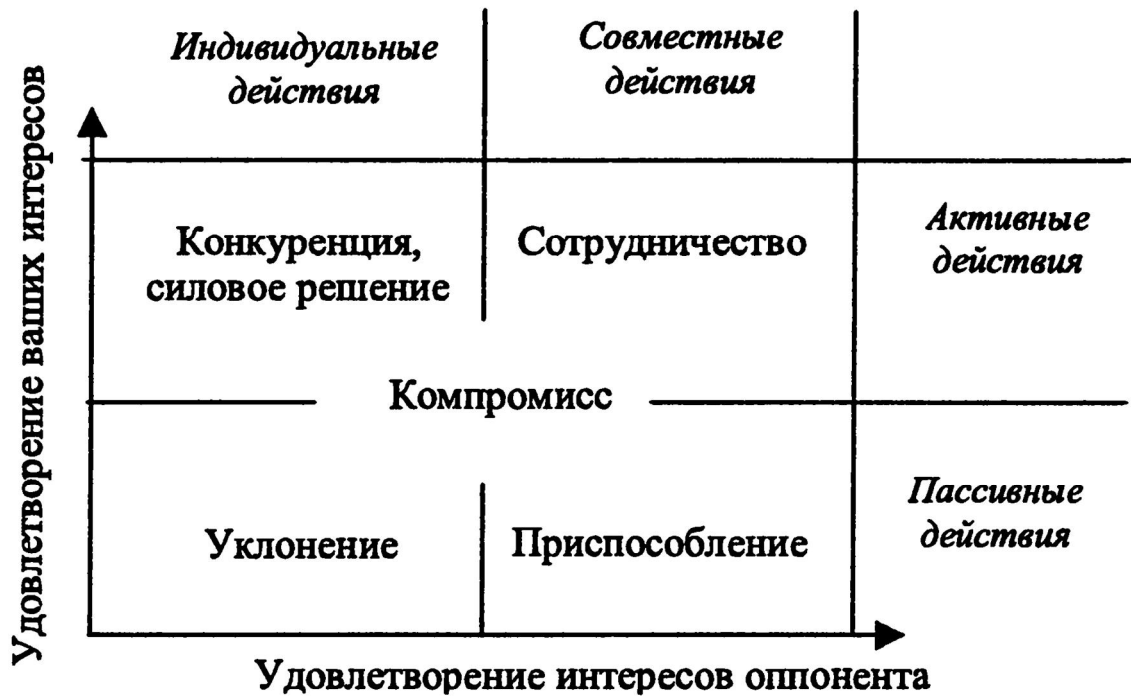 Индивидуальные
действия
Совместные
действия
Удовлетворение ваших интересов
Конкуренция,
силовое решение
Сотрудничество
Активные
действия
Компромисс
Уклонение
Приспособление
Пассивные
действия
Удовлетворение интересов оппонента